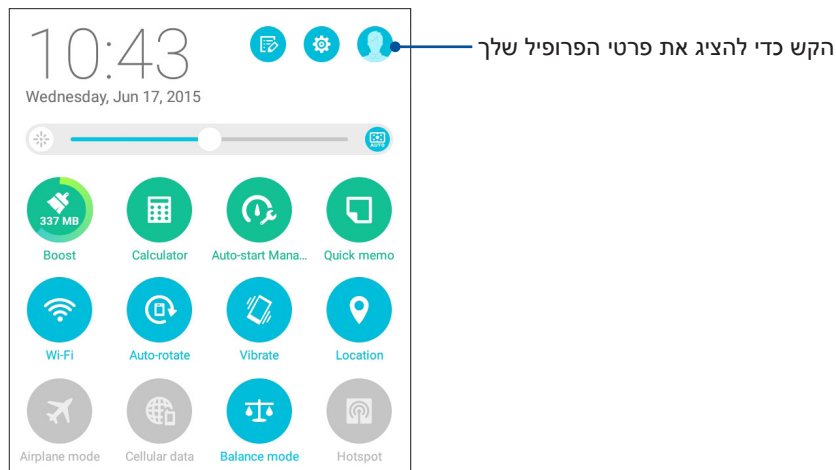 10:43
הקש כדי להציג את פרטי הפרופיל שלך
Wednesday, Jun 17, 2015
AUTO
337 MB
Boost Calculator Auto-start Mana... Quick memo
Wi-Fi Auto-rotate Vibrate Location
Airplane mode Cellular data Balance mode Hotspot